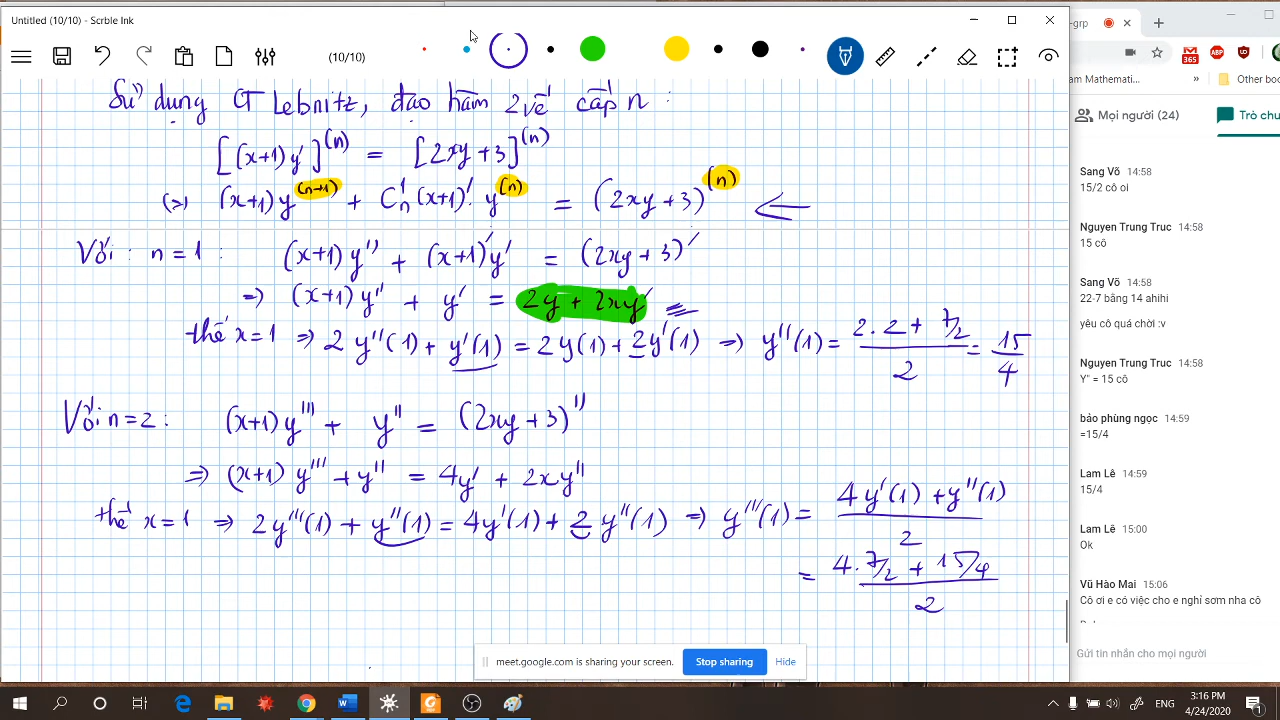 Untitled (10/10) - Scrble Ink
(10/10)
Sử dụng CT Lebnitz, đạo hàm 2 vế cấp n :
[(x+1)y']⁽ⁿ⁾ = [2xy+3]⁽ⁿ⁾
(=) (x+1)y⁽ⁿ⁺¹⁾ + C¹ₙ (x+1)'. y⁽ⁿ⁾ = (2xy+3)⁽ⁿ⁾ <=
Với : n = 1 : (x+1) y'' + (x+1)'y' = (2xy+3)'
=> (x+1) y'' + y' = 2y + 2xy'
thế x=1 => 2 y''(1) + y'(1) = 2y(1) + 2y'(1) => y''(1) = (2.2 + 7/2)/2 = 15/4
Với n=2 : (x+1) y''' + y'' = (2xy+3)''
=> (x+1) y''' + y'' = 4y' + 2xy''
thế x=1 => 2y'''(1) + y''(1) = 4y'(1) + 2 y''(1) => y'''(1) = (4y'(1) + y''(1))/2
= (4.7/2 + 15/4)/2
meet.google.com is sharing your screen.
Stop sharing
Hide
-grp
365
ABP
am Mathemati...
»
Other boo
Mọi người (24)
Trò chu
Sang Võ 14:58
15/2 cô oi
Nguyen Trung Truc 14:58
15 cô
Sang Võ 14:58
22-7 bằng 14 ahihi
yêu cô quá chời :v
Nguyen Trung Truc 14:58
Y" = 15 cô
bảo phùng ngọc 14:59
=15/4
Lam Lê 14:59
15/4
Lam Lê 15:00
Ok
Vũ Hào Mai 15:06
Cô ơi e có việc cho e nghỉ sơm nha cô
Gửi tin nhắn cho mọi người
ENG
3:16 PM
4/24/2020